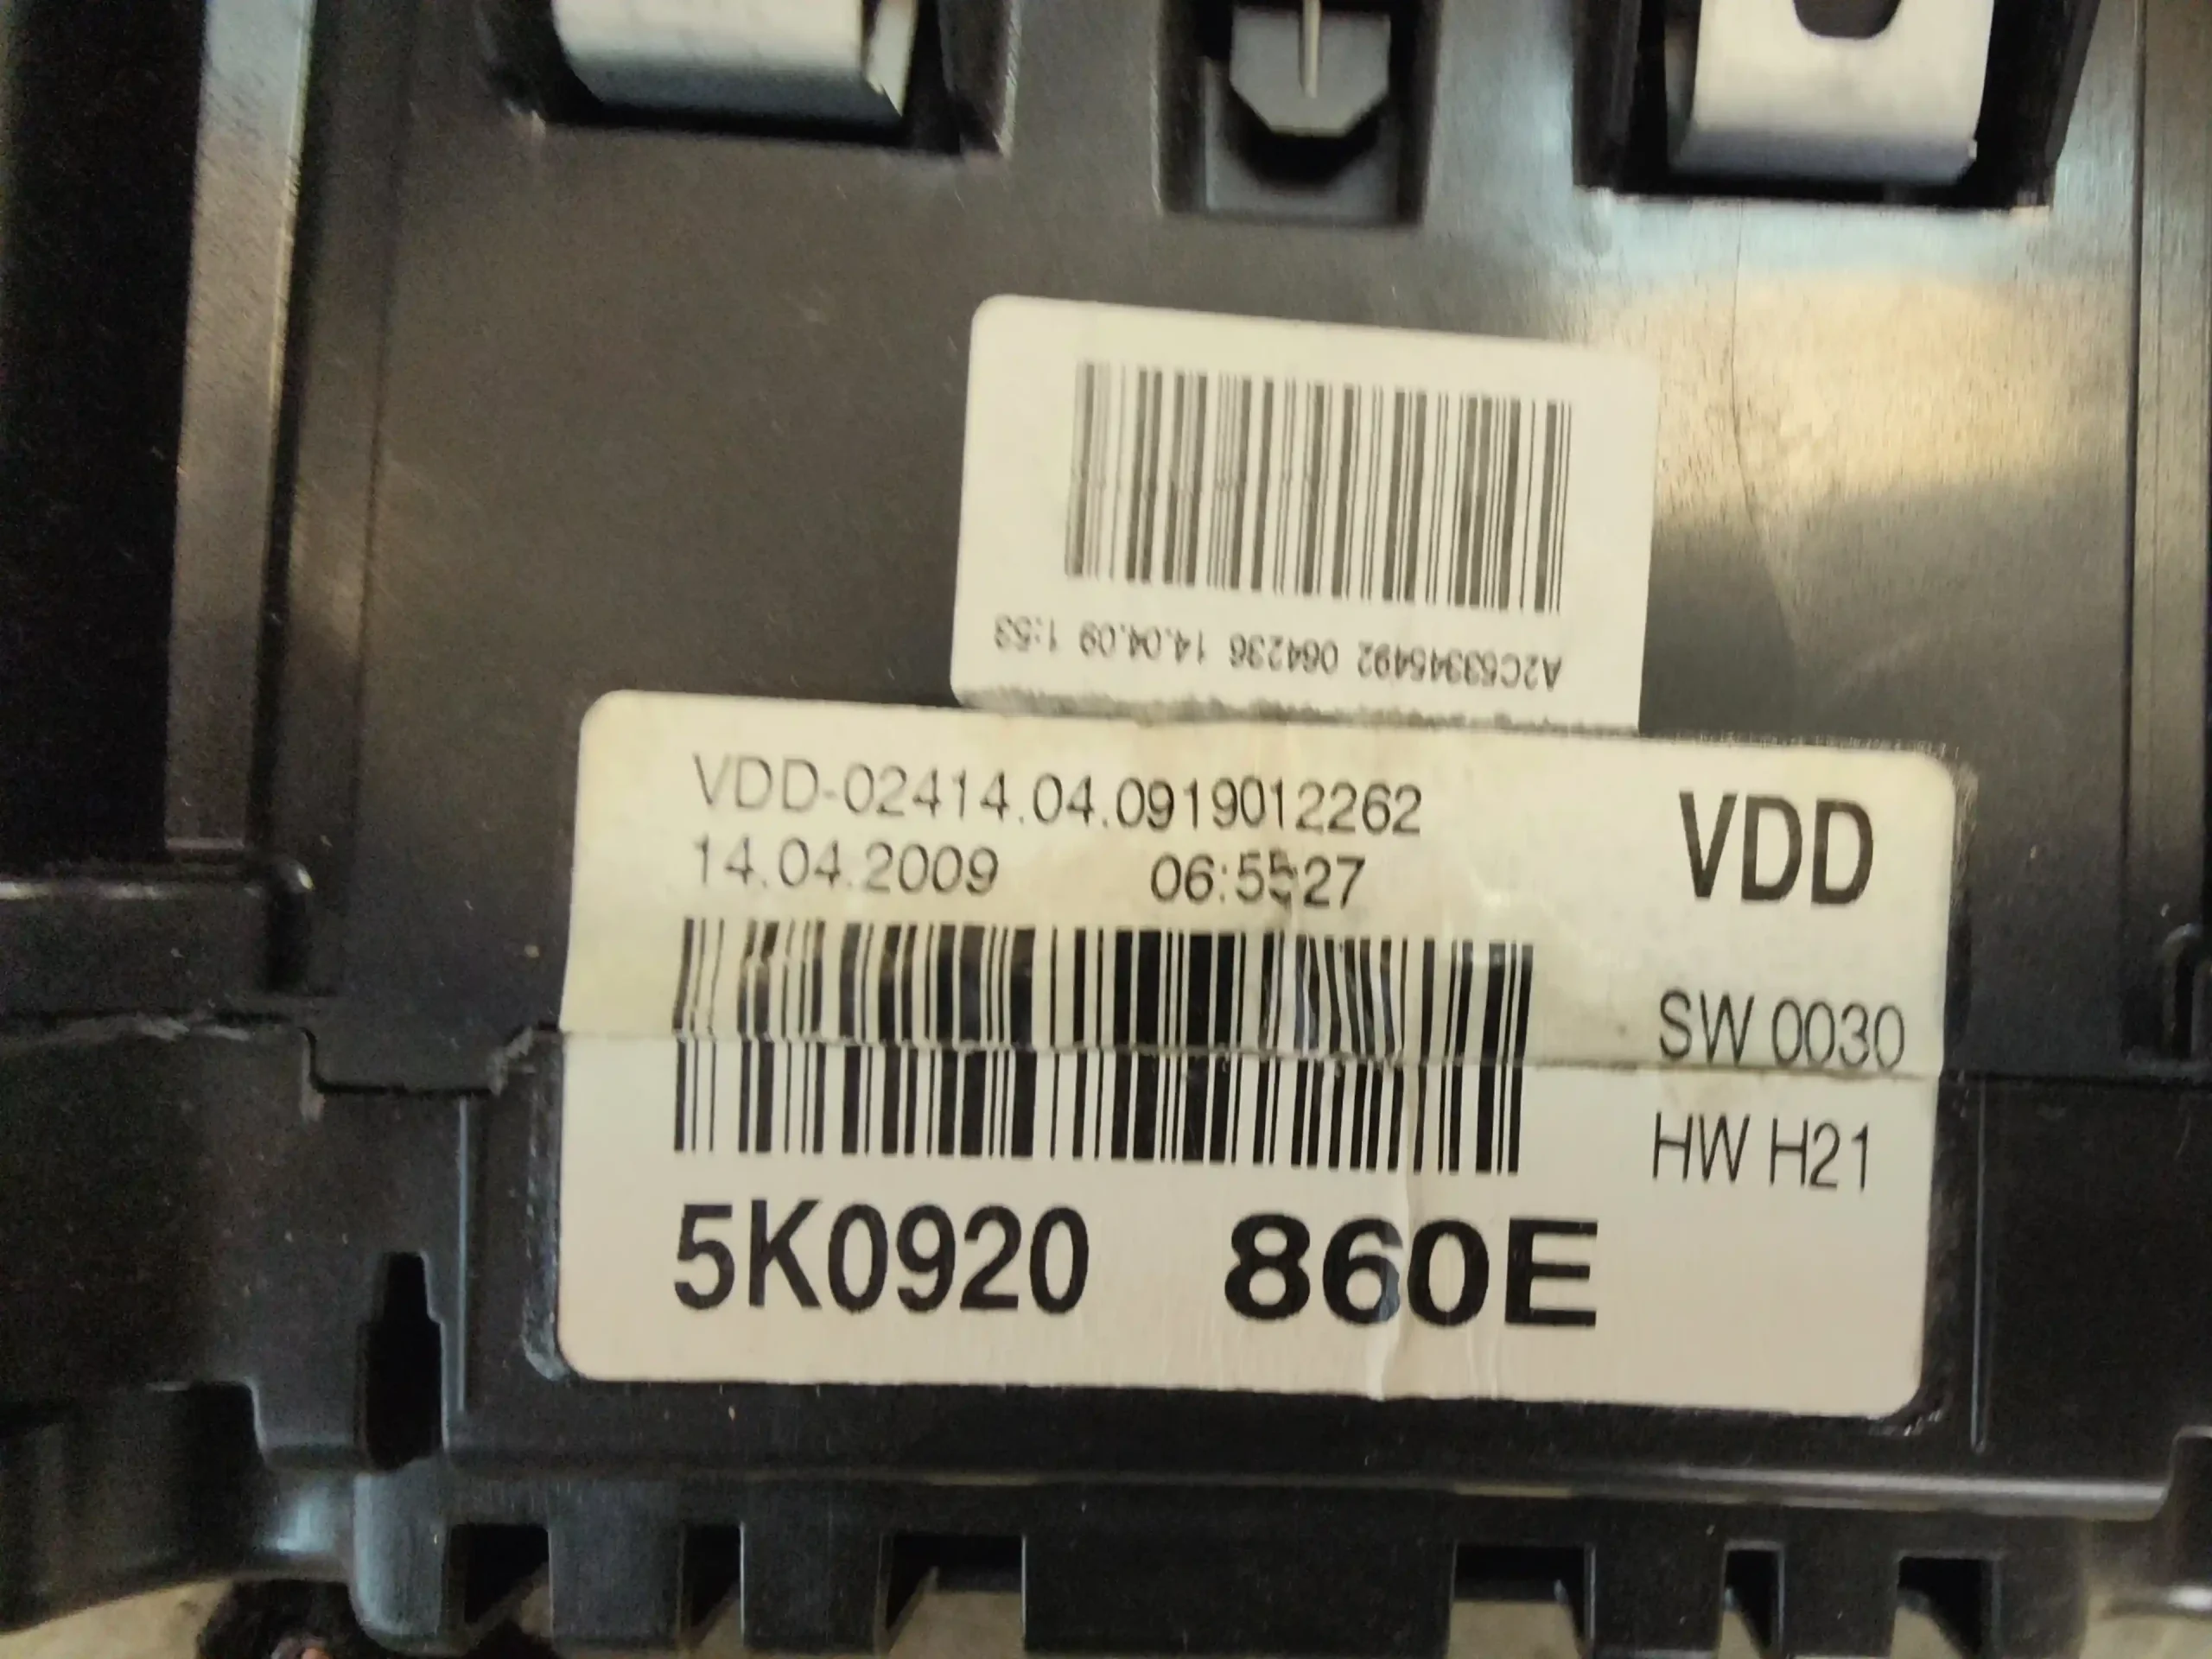 A2C53345492 064236 14.04.09 1:53
VDD-02414.04.0919012262
14.04.2009 06:5527
VDD
SW 0030
HW H21
5K0920 860E